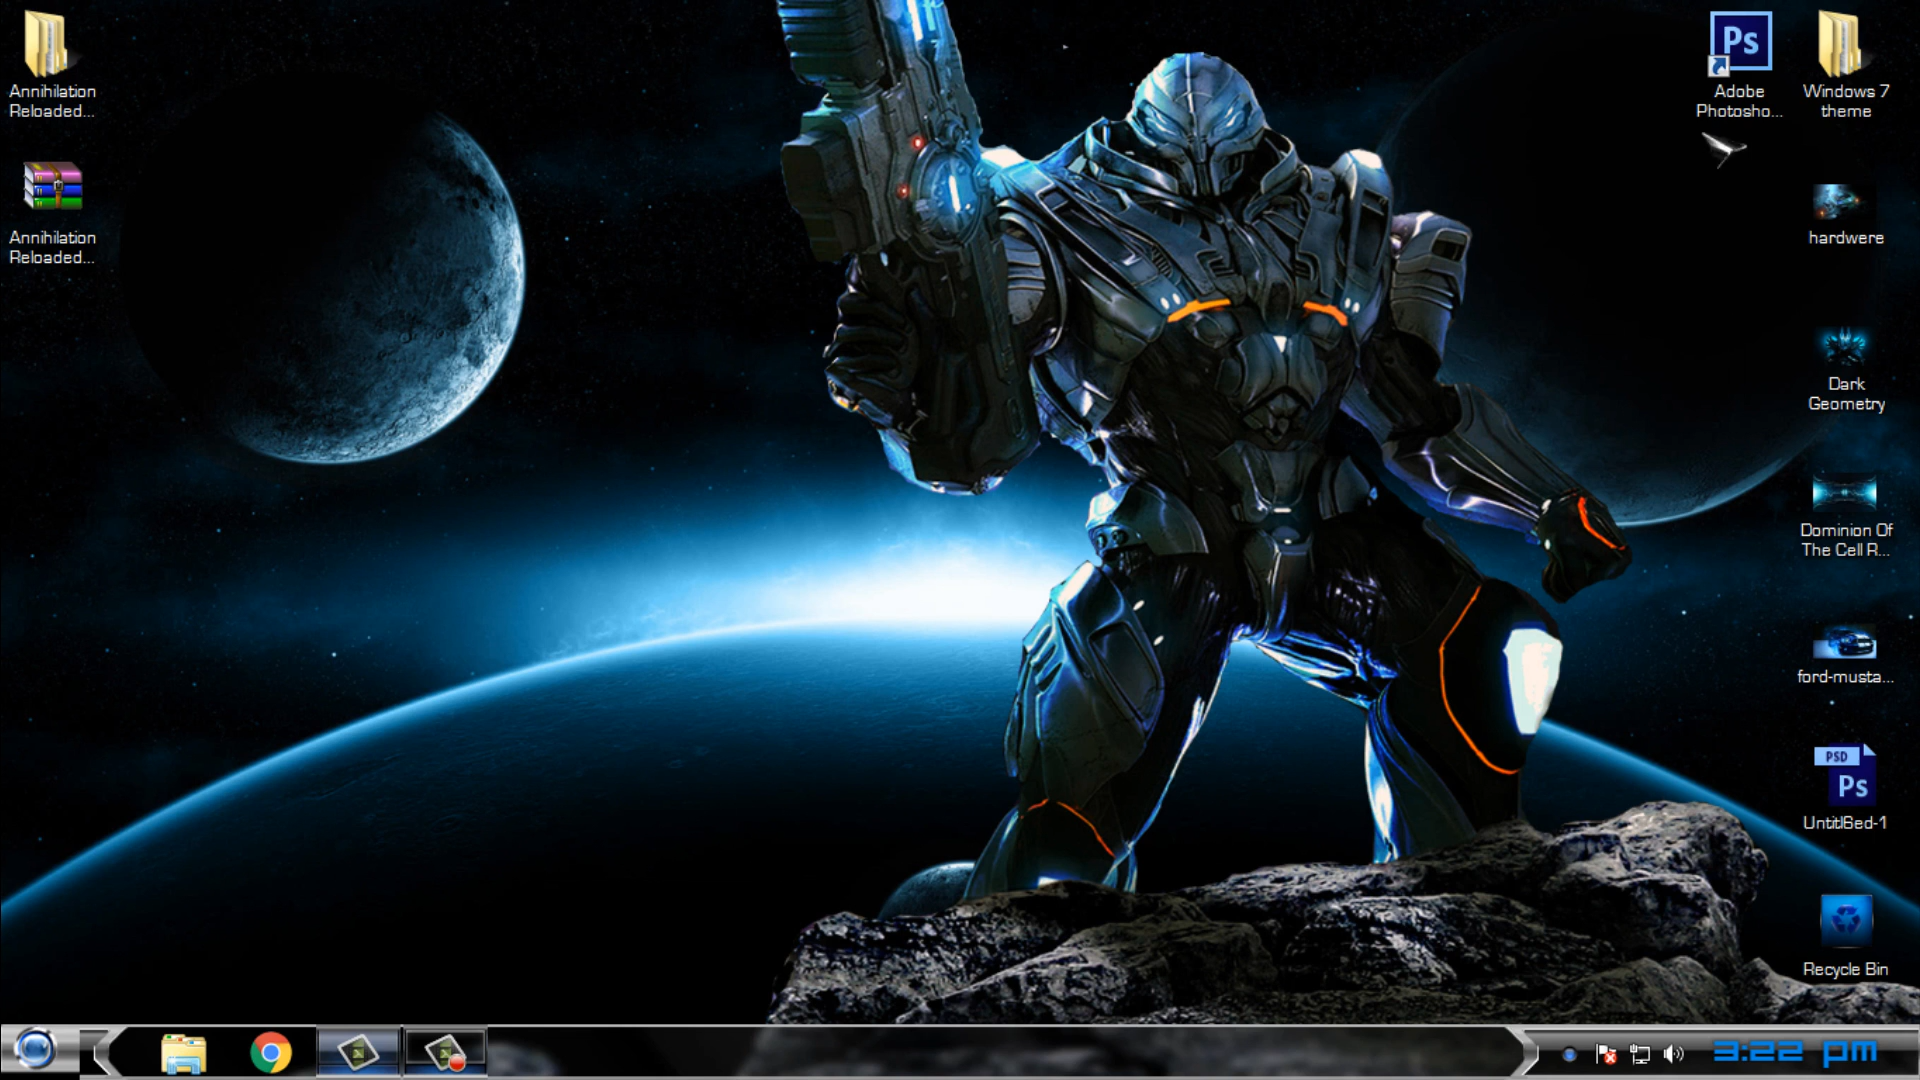 Annihilation
Reloaded...
Annihilation
Reloaded...
Ps
Adobe
Photosho...
Windows 7
theme
hardwere
Dark
Geometry
Dominion Of
The Cell R...
ford-musta...
PSD
Ps
Untitl6ed-1
Recycle Bin
3:22 pm